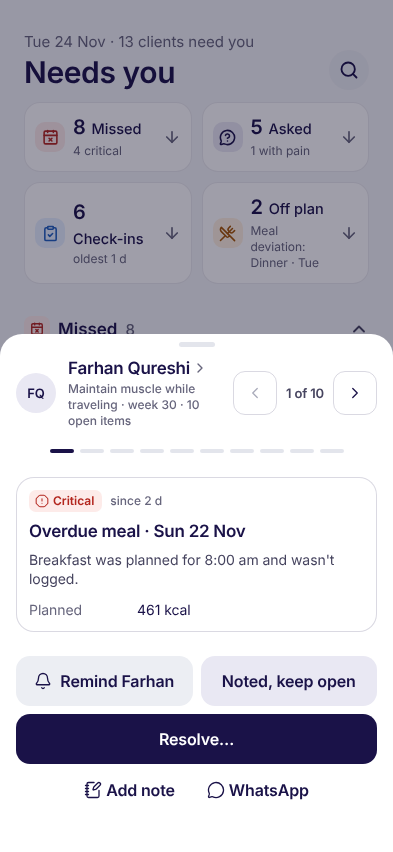 Tue 24 Nov · 13 clients need you
Needs you
8 Missed
4 critical
5 Asked
1 with pain
6
Check-ins
oldest 1 d
2 Off plan
Meal
deviation:
Dinner · Tue
Missed 8
FQ
Farhan Qureshi
Maintain muscle while
traveling · week 30 · 10
open items
1 of 10
Critical since 2 d
Overdue meal · Sun 22 Nov
Breakfast was planned for 8:00 am and wasn't
logged.
Planned 461 kcal
Remind Farhan
Noted, keep open
Resolve...
Add note
WhatsApp